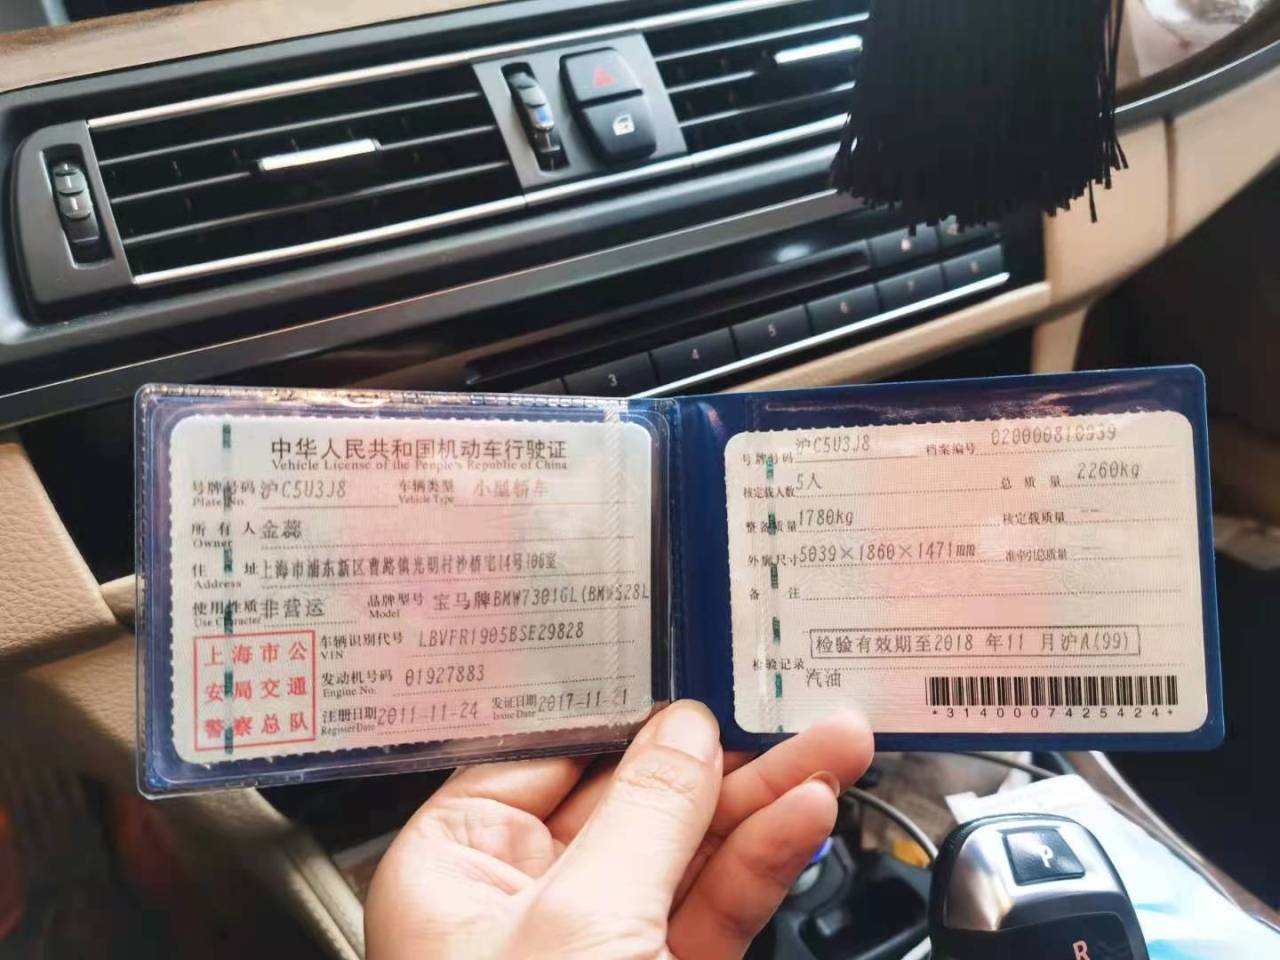 中华人民共和国机动车行驶证
Vehicle License of the People's Republic of China
号牌号码 沪C5U3J8 车辆类型 小型轿车
Plate No. Vehicle Type
所有人 金蕊
Owner
住址 上海市浦东新区曹路镇光明村沙桥宅14号106室
Address
使用性质 非营运 品牌型号 宝马牌BMW7301GL(BMW528L
Use Character Model
上海市公
安局交通
警察总队
车辆识别代号 LBVFR1905BSE29828
VIN
发动机号码 01927883
Engine No.
注册日期 2011-11-24 发证日期 2017-11-21
Register Date Issue Date
号牌号码 沪C5U3J8 档案编号 020000810939
核定载人数 5人 总质量 2260kg
整备质量 1780kg 核定载质量 --
外廓尺寸 5039×1860×1471mm 准牵引总质量 --
备注
检验有效期至2018年11月沪A(99)
检验记录
汽油
*3140007425424*
3
4
5
6
7
8
P
R